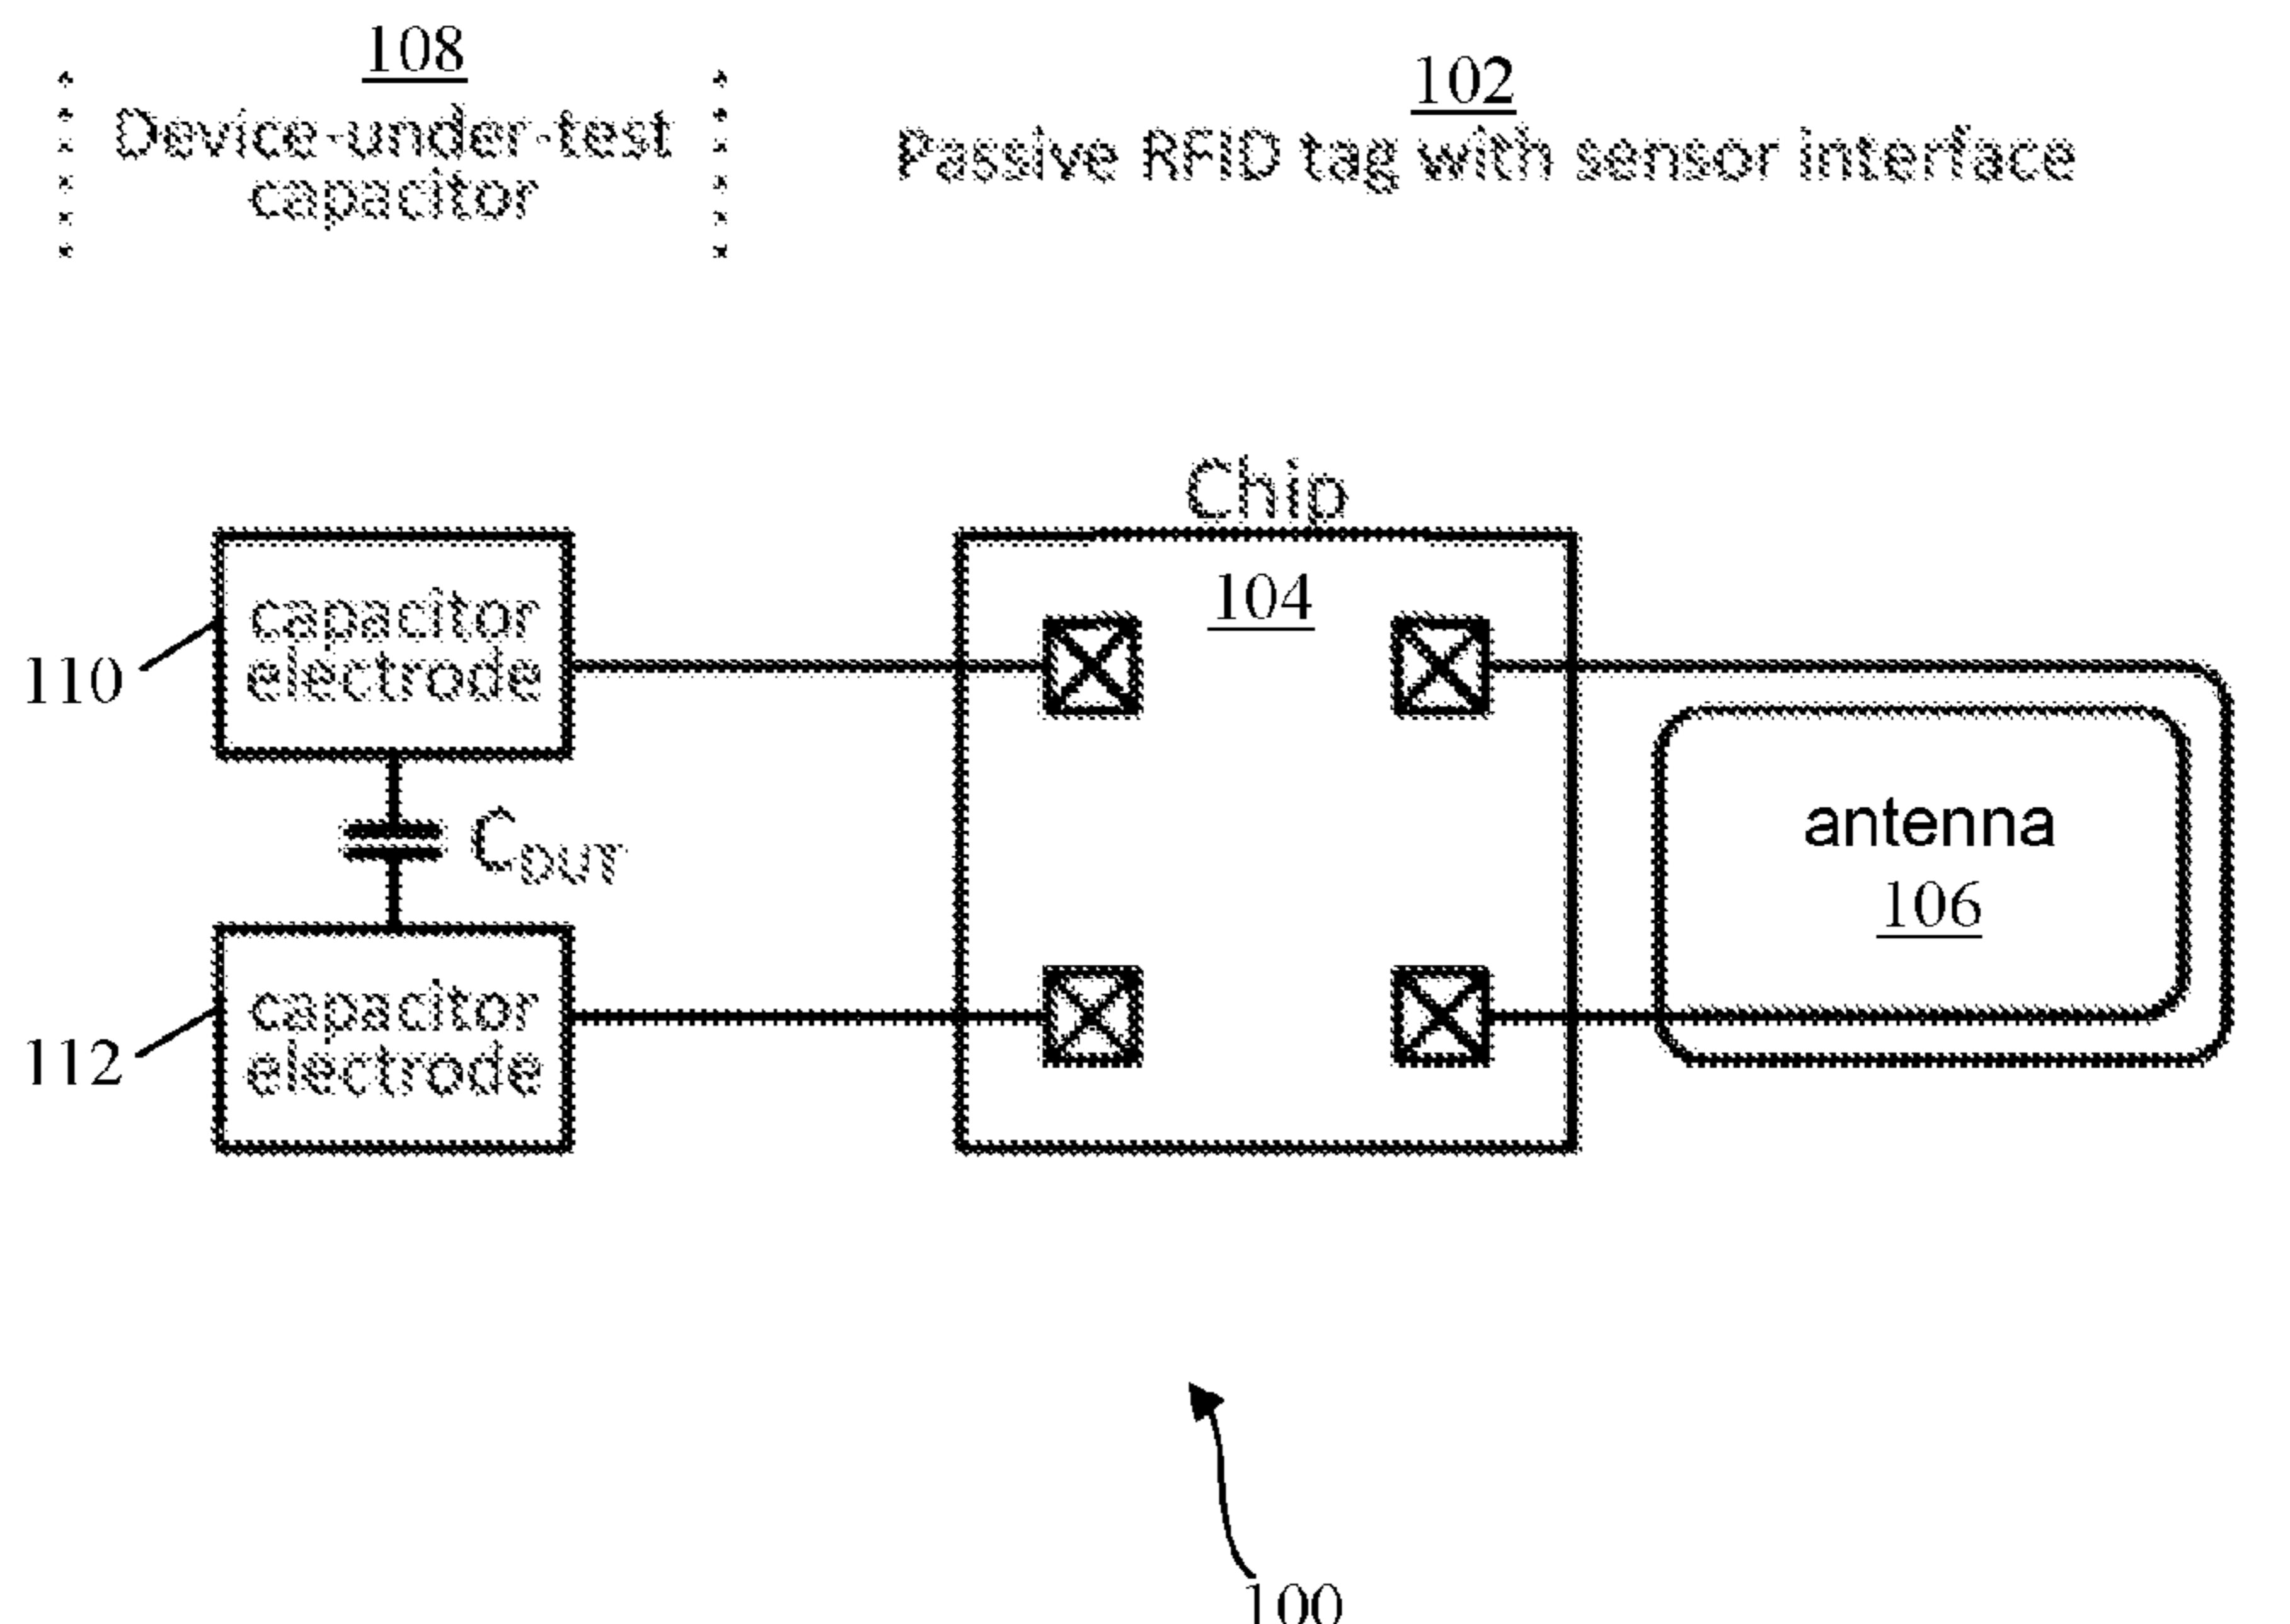 108
Device-under-test
capacitor
102
Passive RFID tag with sensor interface
Chip
104
capacitor
electrode
110
C_DUT
antenna
106
capacitor
electrode
112
100